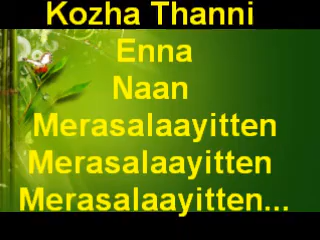 Kozha Thanni
Enna
Naan
Merasalaayitten
Merasalaayitten
Merasalaayitten...